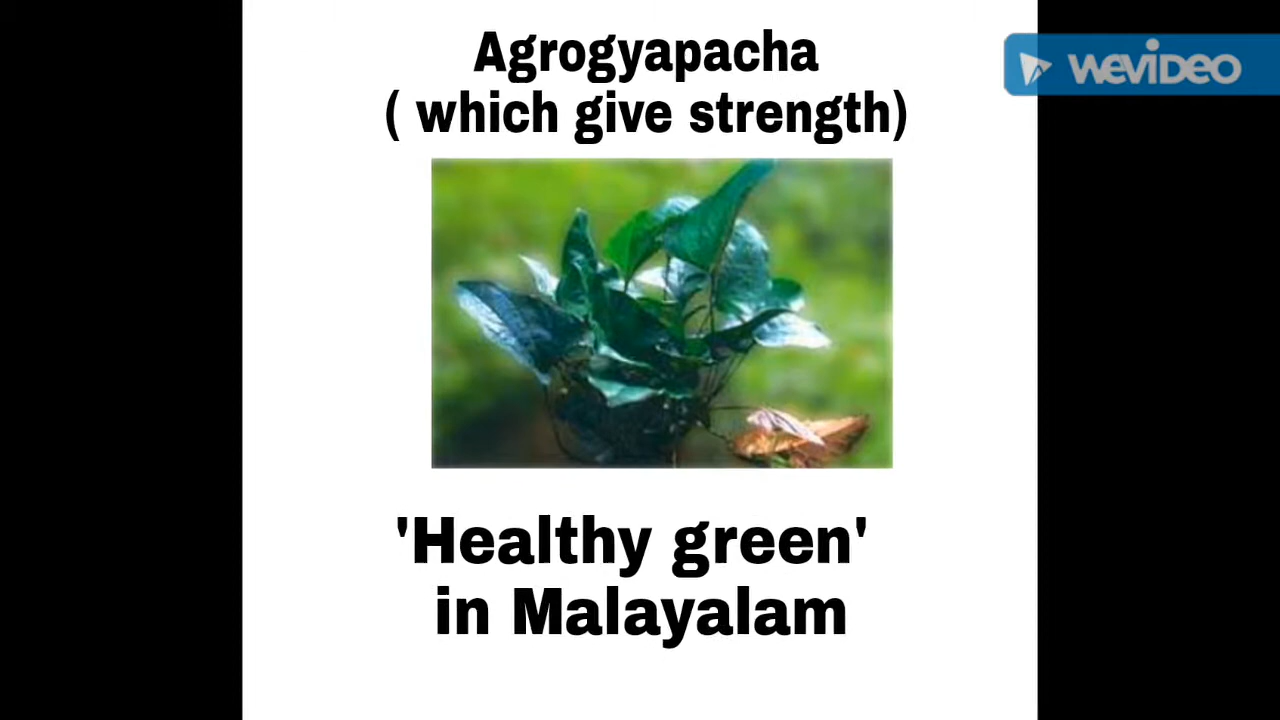 Agrogyapacha
( which give strength)
WEVIDEO
'Healthy green'
in Malayalam